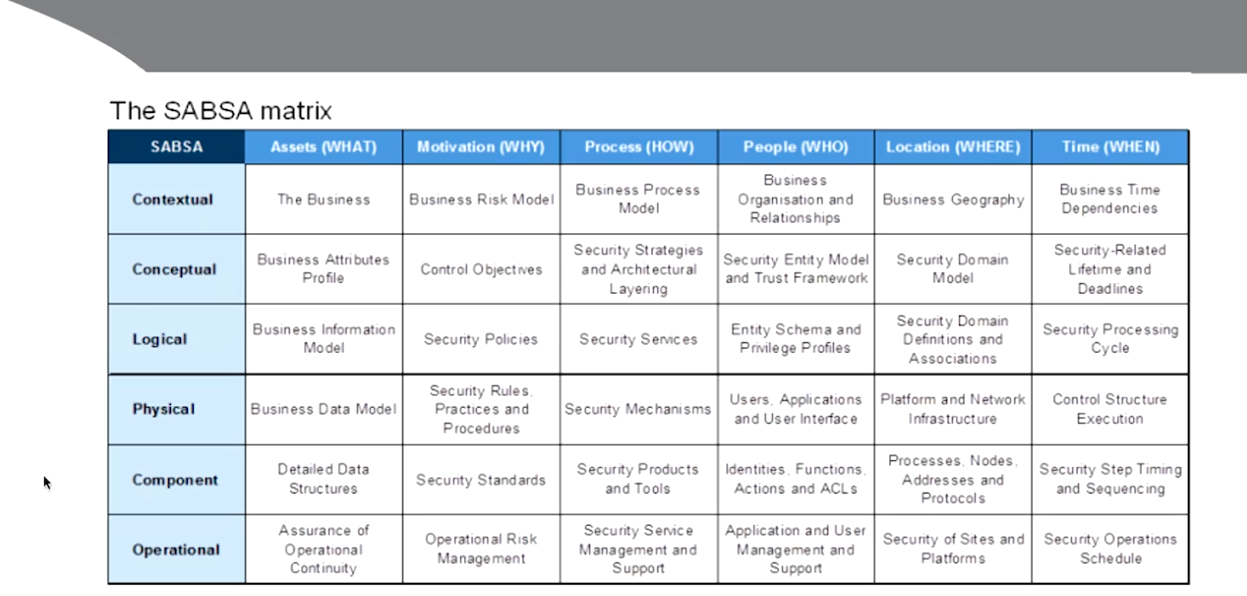 The SABSA matrix
SABSA Assets (WHAT) Motivation (WHY) Process (HOW) People (WHO) Location (WHERE) Time (WHEN)
Contextual
The Business
Business Risk Model
Business Process
Model
Business
Organisation and
Relationships
Business Geography
Business Time
Dependencies
Conceptual
Business Attributes
Profile
Control Objectives
Security Strategies
and Architectural
Layering
Security Entity Model
and Trust Framework
Security Domain
Model
Security-Related
Lifetime and
Deadlines
Logical
Business Information
Model
Security Policies
Security Services
Entity Schema and
Privilege Profiles
Security Domain
Definitions and
Associations
Security Processing
Cycle
Physical
Business Data Model
Security Rules,
Practices and
Procedures
Security Mechanisms
Users, Applications
and User Interface
Platform and Network
Infrastructure
Control Structure
Execution
Component
Detailed Data
Structures
Security Standards
Security Products
and Tools
Identities, Functions,
Actions and ACLs
Processes, Nodes,
Addresses and
Protocols
Security Step Timing
and Sequencing
Operational
Assurance of
Operational
Continuity
Operational Risk
Management
Security Service
Management and
Support
Application and User
Management and
Support
Security of Sites and
Platforms
Security Operations
Schedule